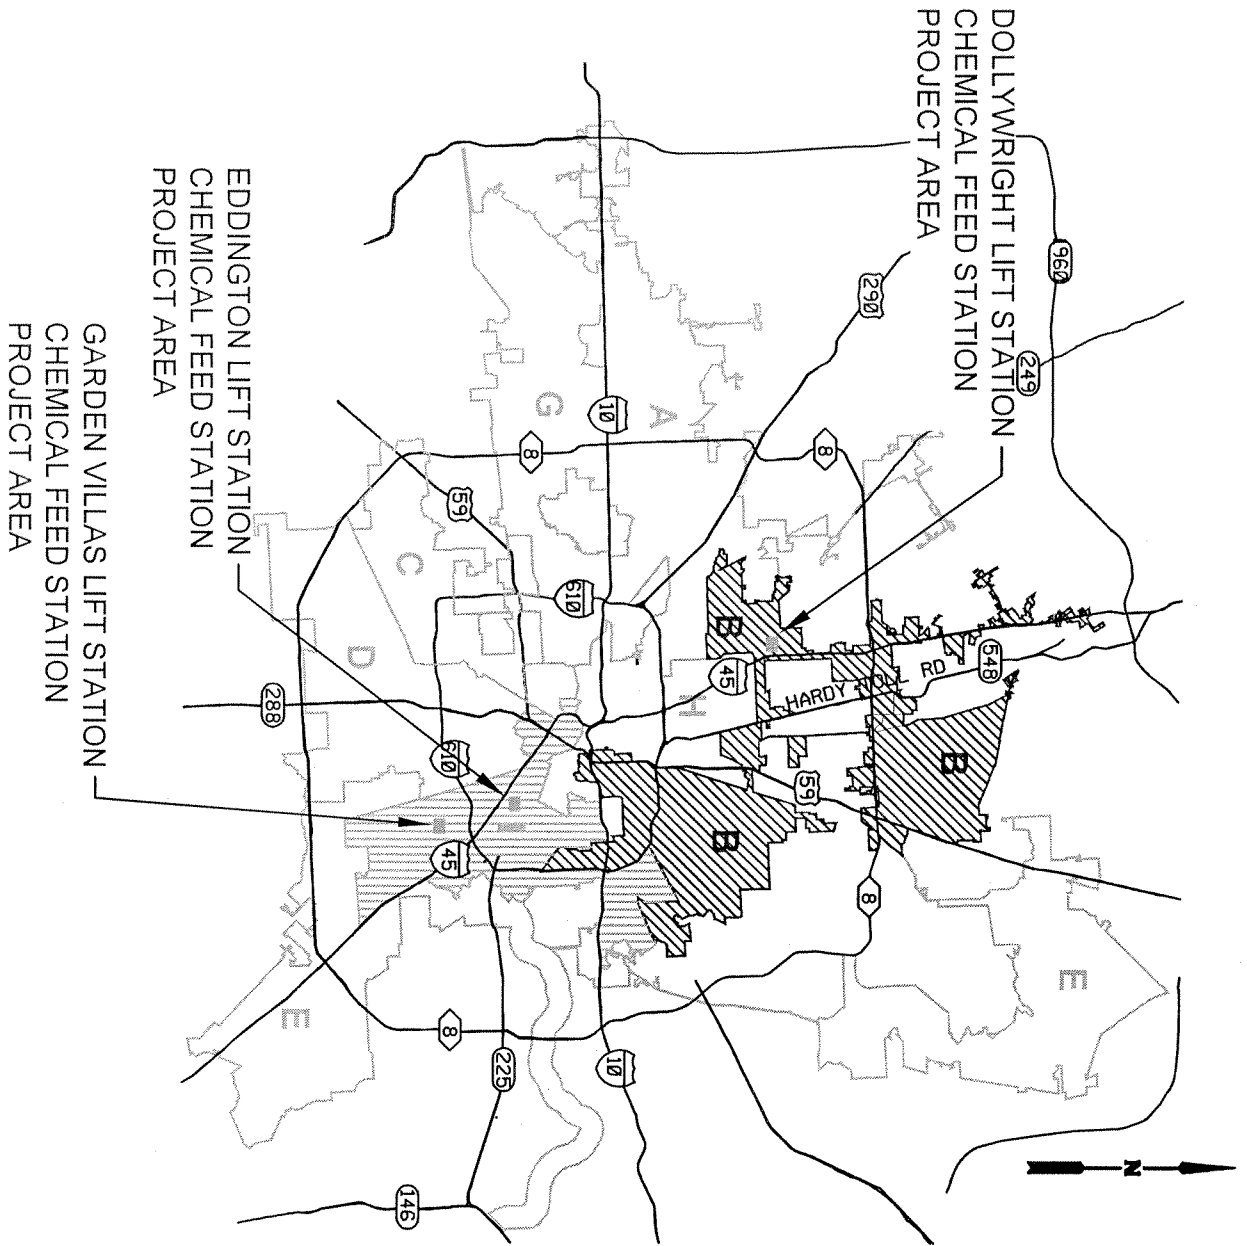 DOLLYWRIGHT LIFT STATION
CHEMICAL FEED STATION
PROJECT AREA
EDDINGTON LIFT STATION
CHEMICAL FEED STATION
PROJECT AREA
GARDEN VILLAS LIFT STATION
CHEMICAL FEED STATION
PROJECT AREA
960
249
290
10
8
8
59
610
288
610
45
45
548
HARDY TOLL RD
59
8
8
225
10
146
A
G
C
D
H
B
B
B
E
E
N